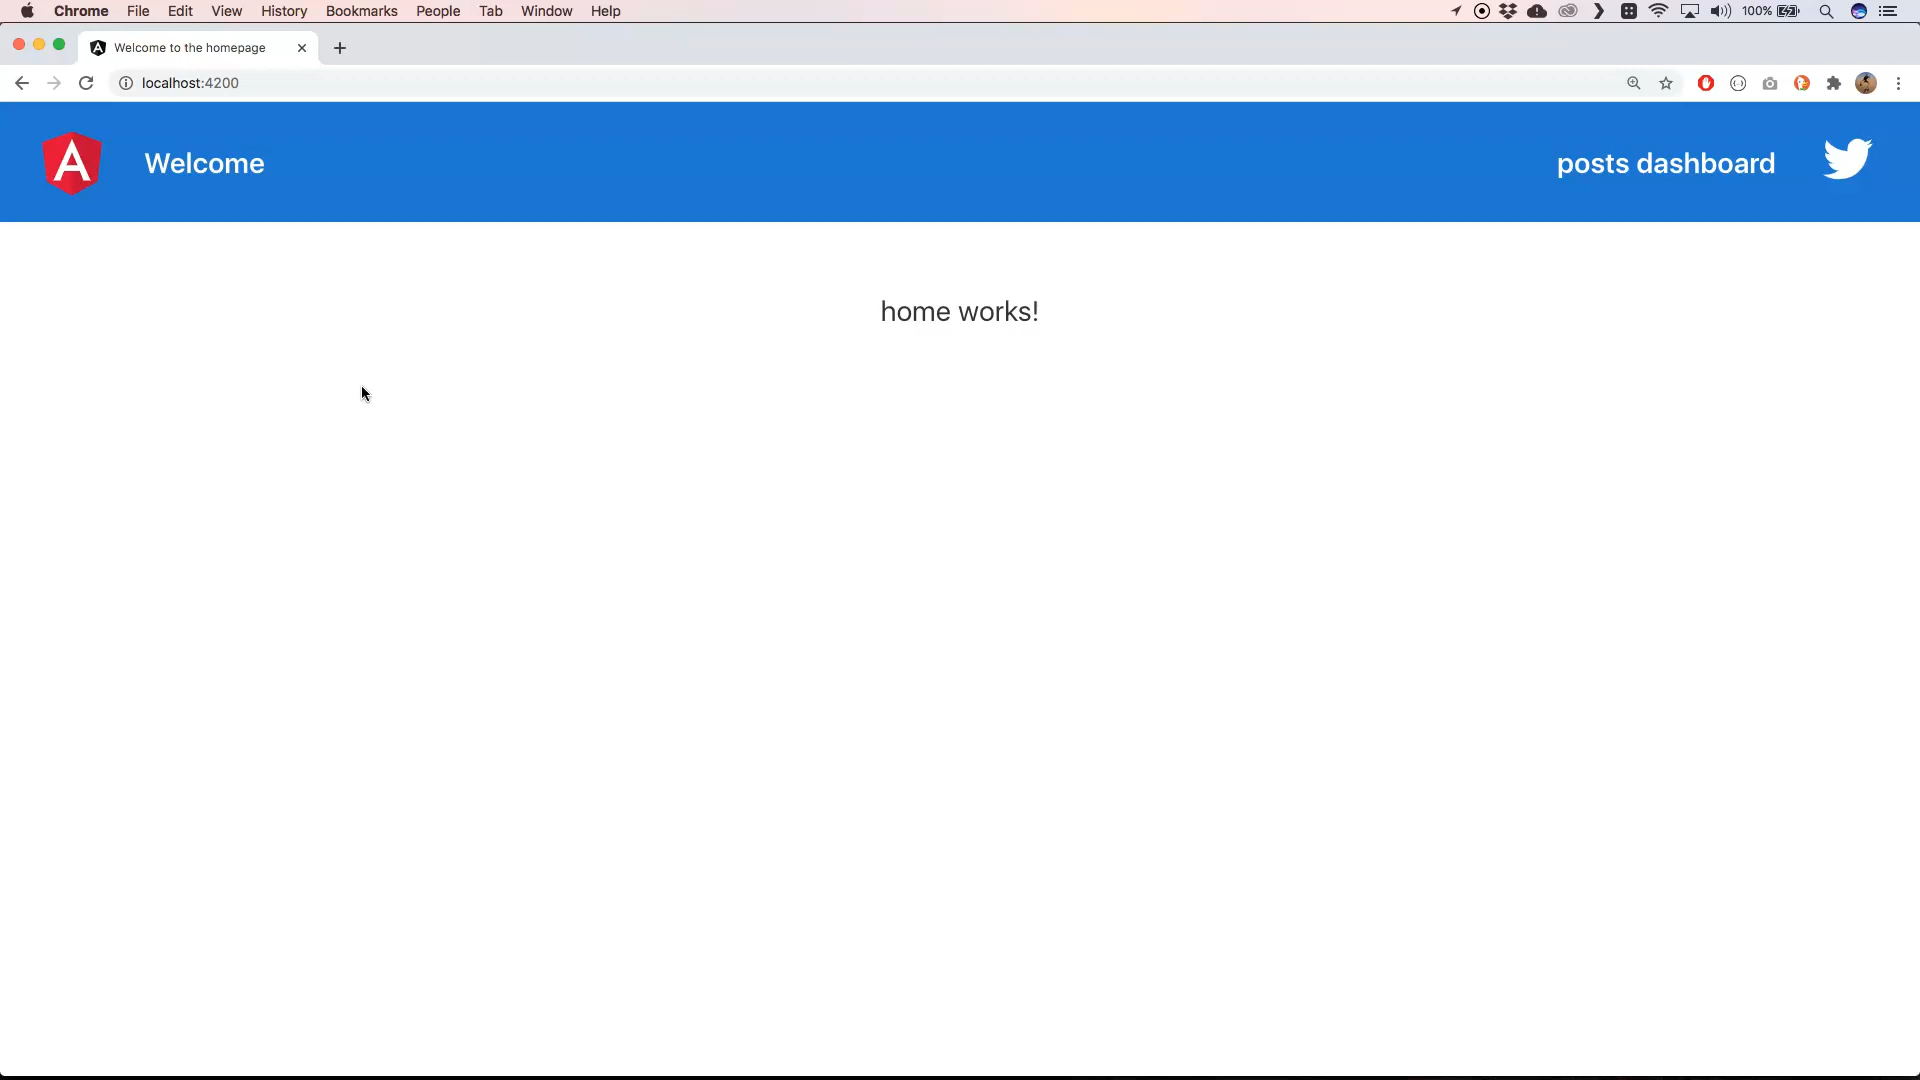 Chrome File Edit View History Bookmarks People Tab Window Help 100%
Welcome to the homepage
localhost:4200
A Welcome posts dashboard
home works!